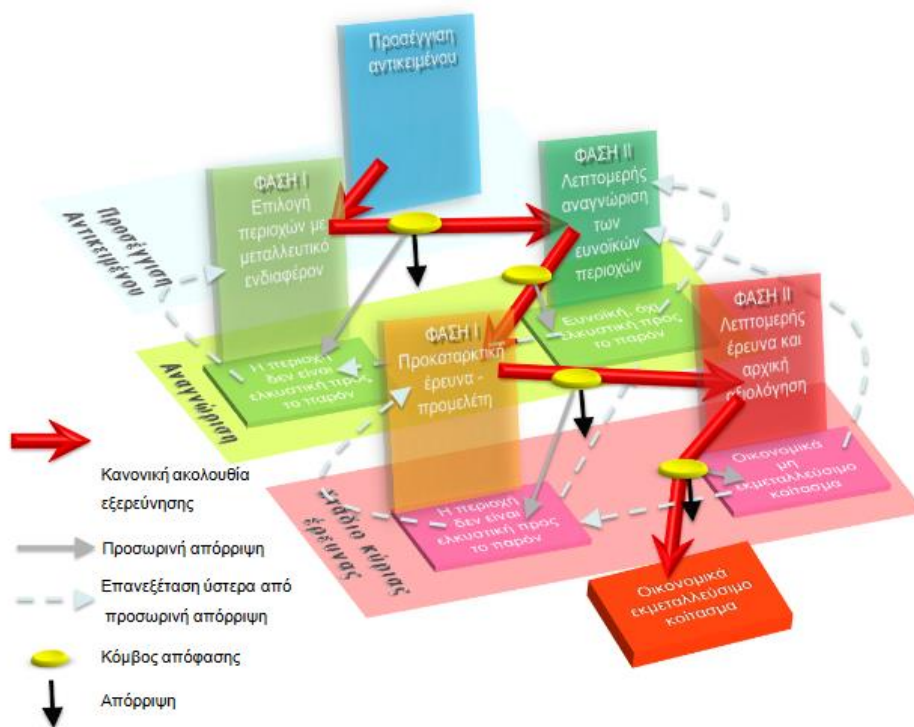 Προσέγγιση
αντικειμένου
ΦΑΣΗ Ι
Επιλογή
περιοχών με
μεταλλευτικό
ενδιαφέρον
ΦΑΣΗ ΙΙ
Λεπτομερής
αναγνώριση
των
ευνοϊκών
περιοχών
Προσέγγιση
Αντικειμένου
Η περιοχή
δεν είναι
ελκυστική προς
το παρόν
Ευνοϊκή, όχι
ελκυστική προς
το παρόν
Αναγνώριση
ΦΑΣΗ Ι
Προκαταρκτική
έρευνα -
προμελέτη
ΦΑΣΗ ΙΙ
Λεπτομερής
έρευνα και
αρχική
αξιολόγηση
Στάδιο κύριας
έρευνας
Η περιοχή
δεν είναι
ελκυστική προς
το παρόν
Οικονομικά
μη
εκμεταλλεύσιμο
κοίτασμα
Οικονομικά
εκμεταλλεύσιμο
κοίτασμα
Κανονική ακολουθία
εξερεύνησης
Προσωρινή απόρριψη
Επανεξέταση ύστερα από
προσωρινή απόρριψη
Κόμβος απόφασης
Απόρριψη